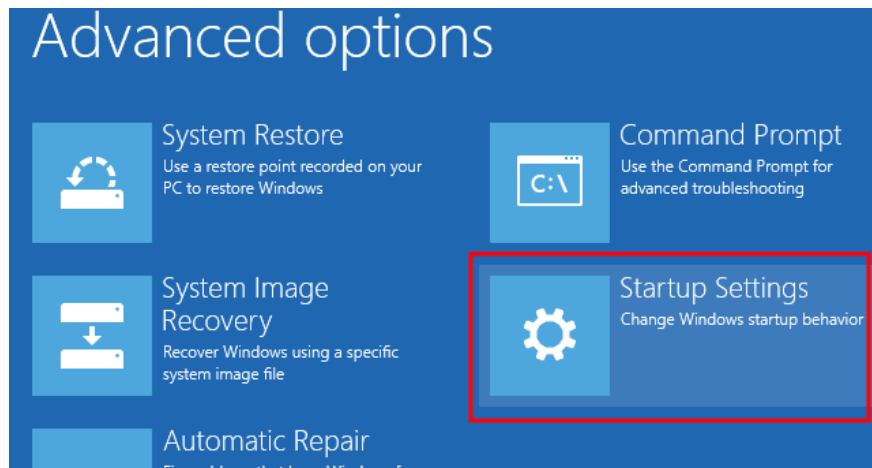 Advanced options
System Restore
Use a restore point recorded on your
PC to restore Windows
Command Prompt
Use the Command Prompt for
advanced troubleshooting
C:\
System Image
Recovery
Recover Windows using a specific
system image file
Startup Settings
Change Windows startup behavior
Automatic Repair